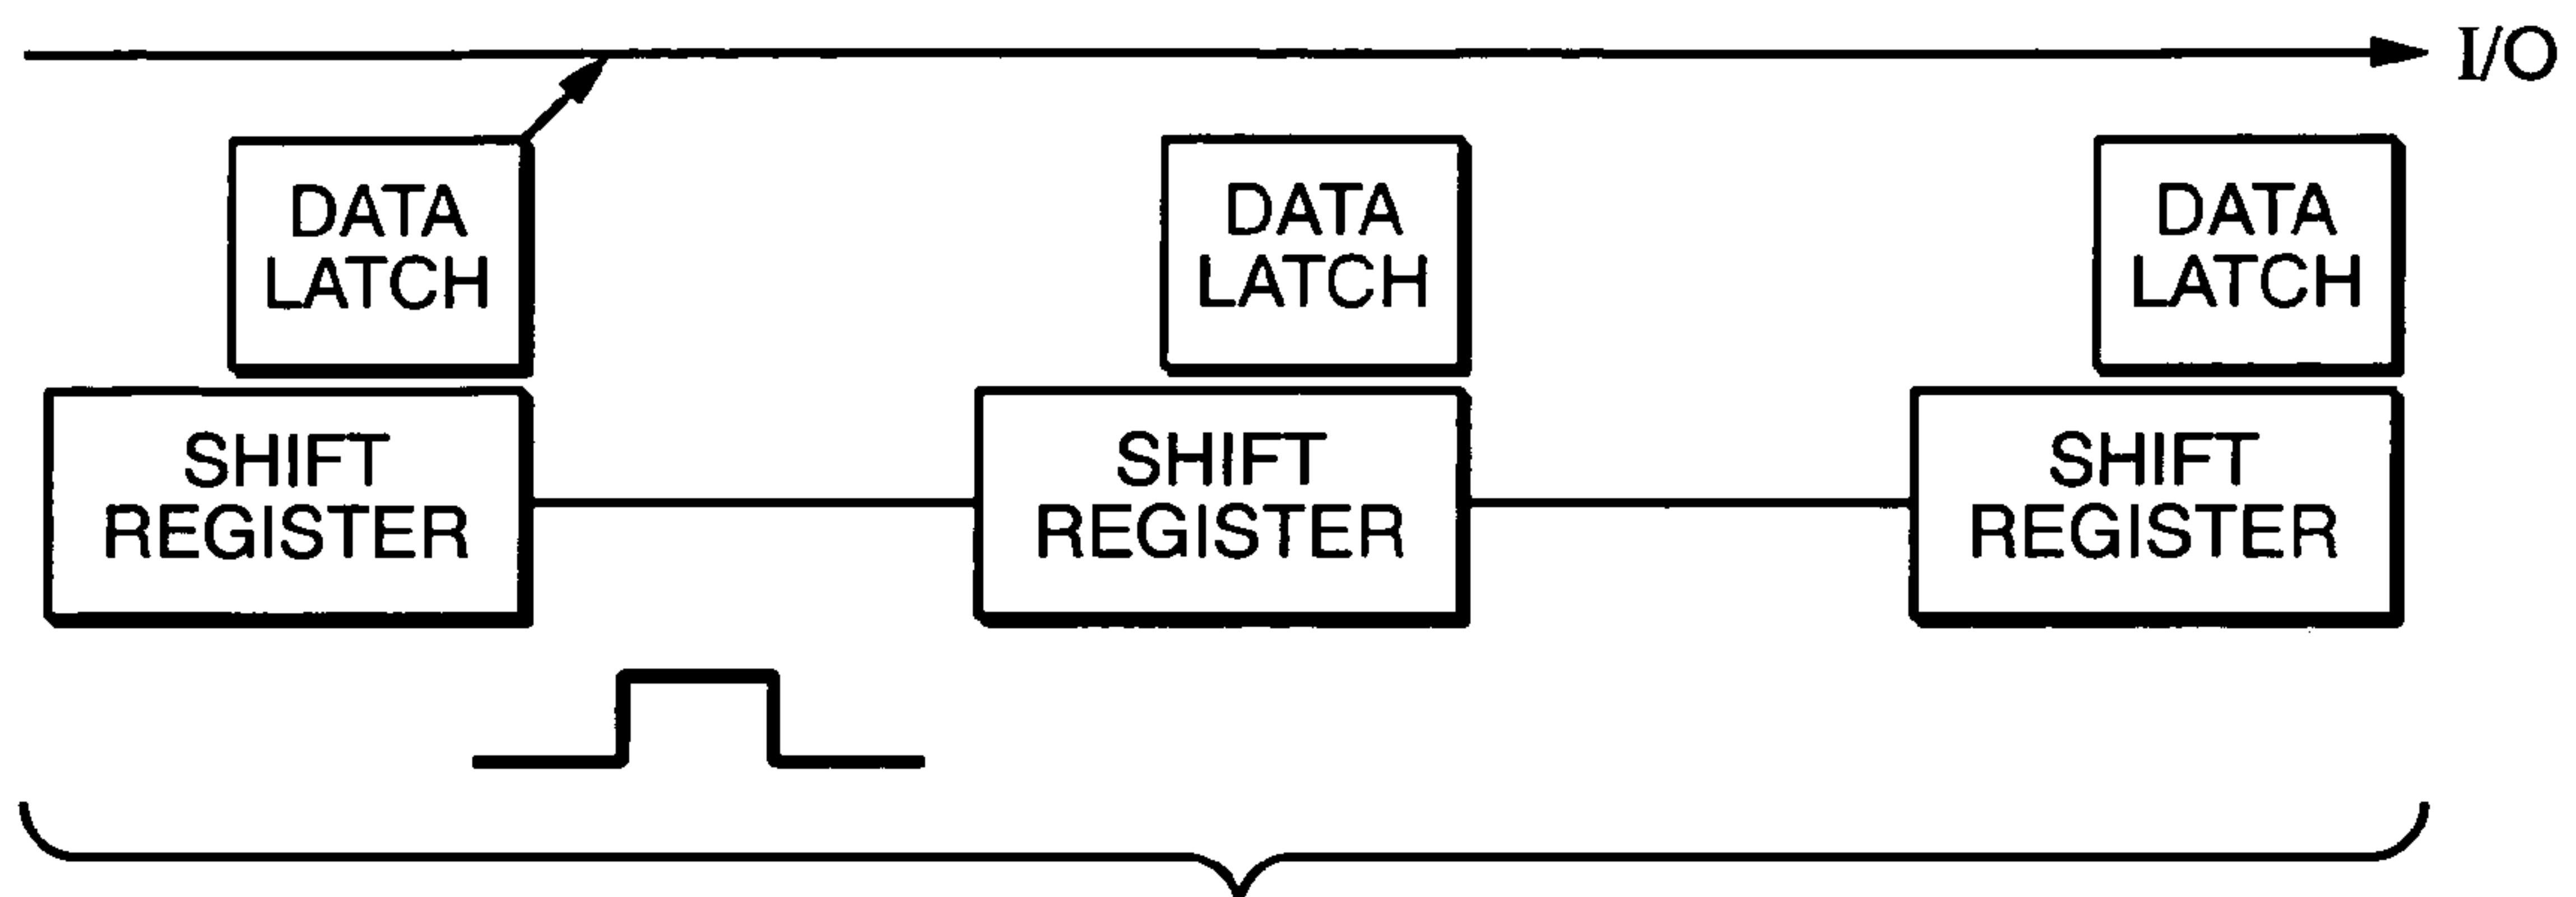 I/O
DATA
LATCH
DATA
LATCH
DATA
LATCH
SHIFT
REGISTER
SHIFT
REGISTER
SHIFT
REGISTER